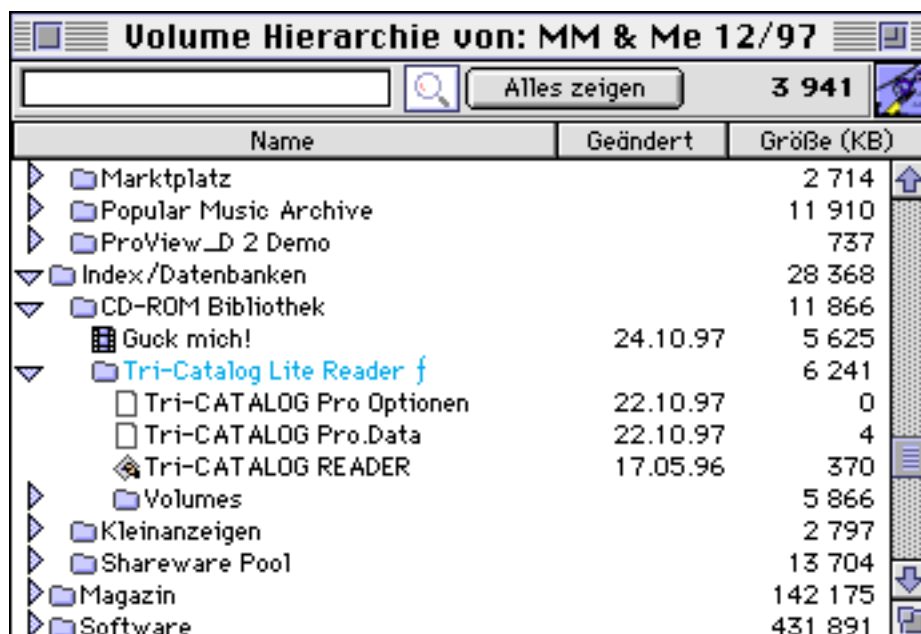 Volume Hierarchie von: MM & Me 12/97
Alles zeigen 3 941
Name Geändert Größe (KB)
Marktplatz 2 714
Popular Music Archive 11 910
ProView_D 2 Demo 737
Index/Datenbanken 28 368
CD-ROM Bibliothek 11 866
Guck mich! 24.10.97 5 625
Tri-Catalog Lite Reader ƒ 6 241
Tri-CATALOG Pro Optionen 22.10.97 0
Tri-CATALOG Pro.Data 22.10.97 4
Tri-CATALOG READER 17.05.96 370
Volumes 5 866
Kleinanzeigen 2 797
Shareware Pool 13 704
Magazin 142 175
Software 431 891